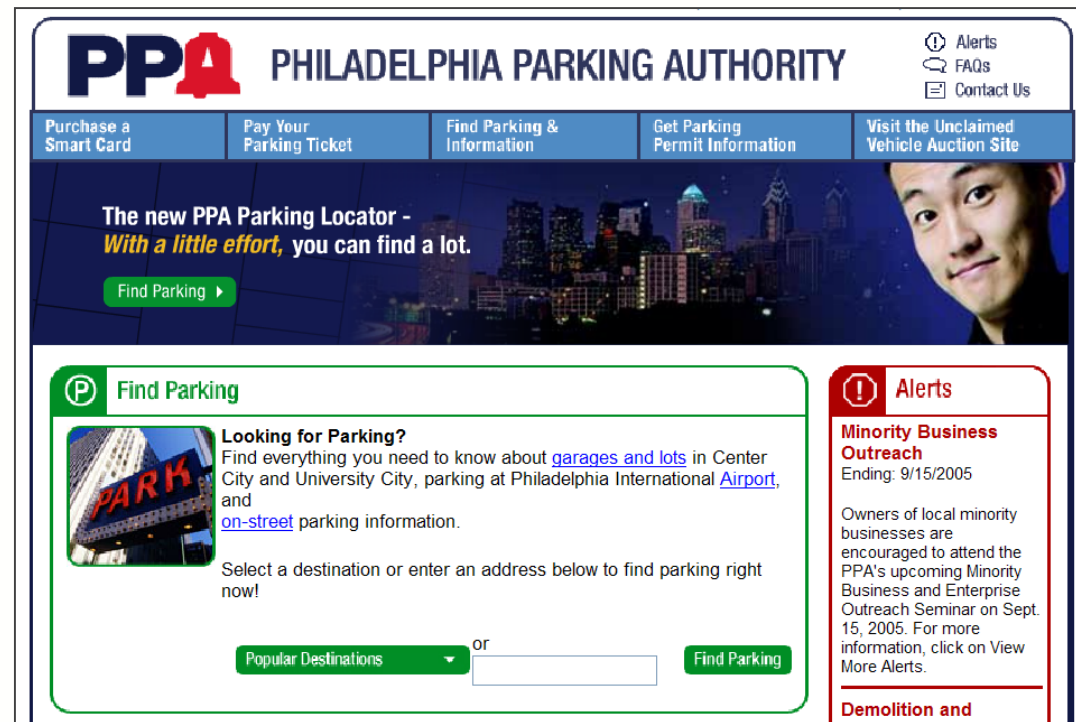 PPA
PHILADELPHIA PARKING AUTHORITY
Alerts
FAQs
Contact Us
Purchase a
Smart Card
Pay Your
Parking Ticket
Find Parking &
Information
Get Parking
Permit Information
Visit the Unclaimed
Vehicle Auction Site
The new PPA Parking Locator -
With a little effort, you can find a lot.
Find Parking
P Find Parking
PARK
Looking for Parking?
Find everything you need to know about garages and lots in Center
City and University City, parking at Philadelphia International Airport,
and
on-street parking information.
Select a destination or enter an address below to find parking right
now!
Popular Destinations
or
Find Parking
Alerts
Minority Business
Outreach
Ending: 9/15/2005
Owners of local minority
businesses are
encouraged to attend the
PPA's upcoming Minority
Business and Enterprise
Outreach Seminar on Sept.
15, 2005. For more
information, click on View
More Alerts.
Demolition and